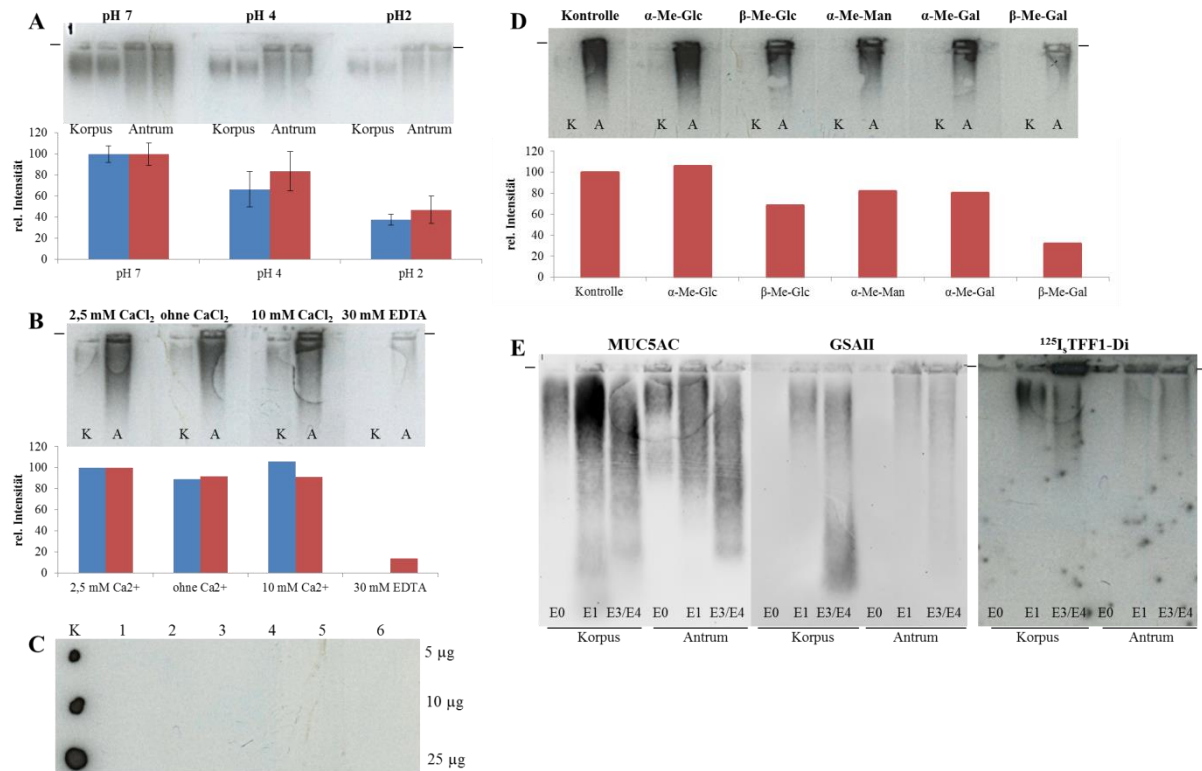 A
pH 7 pH 4 pH2
Korpus Antrum Korpus Antrum Korpus Antrum
rel. Intensität
120
100
80
60
40
20
0
pH 7 pH 4 pH 2
B
2,5 mM CaCl₂ ohne CaCl₂ 10 mM CaCl₂ 30 mM EDTA
K A K A K A K A
rel. Intensität
120
100
80
60
40
20
0
2,5 mM Ca2+ ohne Ca2+ 10 mM Ca2+ 30 mM EDTA
C
K 1 2 3 4 5 6
5 µg
10 µg
25 µg
D
Kontrolle α-Me-Glc β-Me-Glc α-Me-Man α-Me-Gal β-Me-Gal
K A K A K A K A K A K A
rel. Intensität
120
100
80
60
40
20
0
Kontrolle α-Me-Glc β-Me-Glc α-Me-Man α-Me-Gal β-Me-Gal
E
MUC5AC GSAII ¹²⁵I,TFF1-Di
E0 E1 E3/E4 E0 E1 E3/E4 E0 E1 E3/E4 E0 E1 E3/E4 E0 E1 E3/E4 E0 E1 E3/E4
Korpus Antrum Korpus Antrum Korpus Antrum